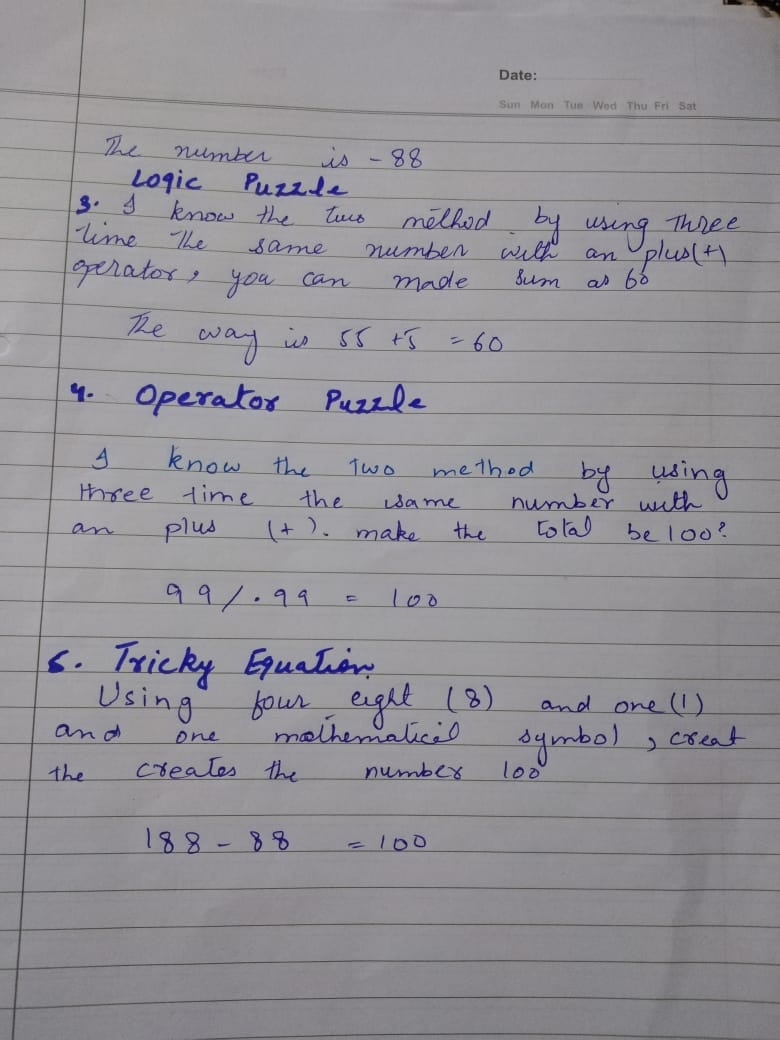 Date:
Sun Mon Tue Wed Thu Fri Sat
The number is - 88
Logic Puzzle
3. I know the two method by using Three
time the same number with an plus(+)
operator, you can made sum as 60
The way is 55 +5 = 60
4. Operator Puzzle
I know the Two method by using
three time the same number with
an plus (+). make the total be 100?
99/.99 = 100
5. Tricky Equation
Using four eight (8) and one (1)
and one mathematical symbol, creat
the creates the number 100
188 - 88 = 100